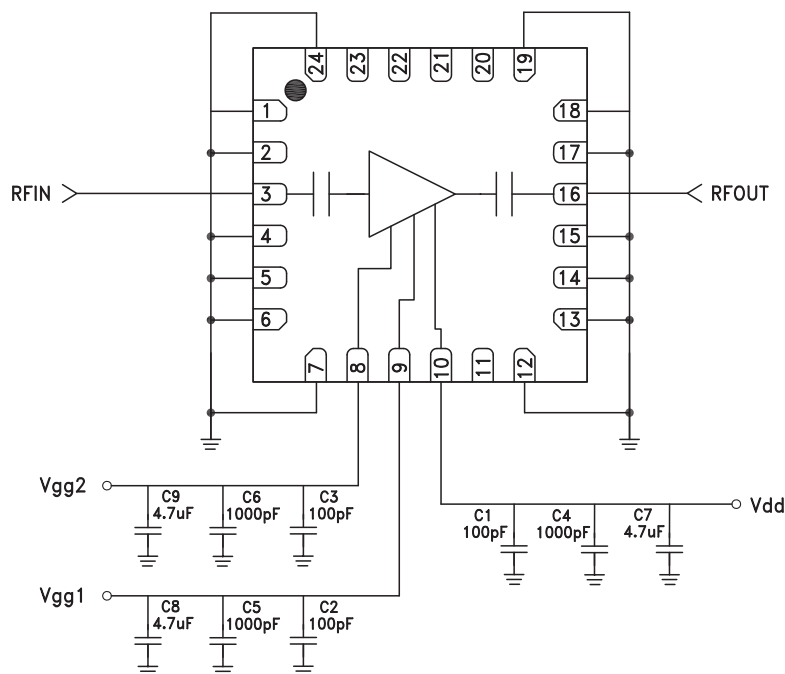 24 23 22 21 20 19
1 18
2 17
RFIN 3 16 RFOUT
4 15
5 14
6 13
7 8 9 10 11 12
Vgg2
C9 C6 C3
4.7uF 1000pF 100pF
Vdd
C1 C4 C7
100pF 1000pF 4.7uF
Vgg1
C8 C5 C2
4.7uF 1000pF 100pF